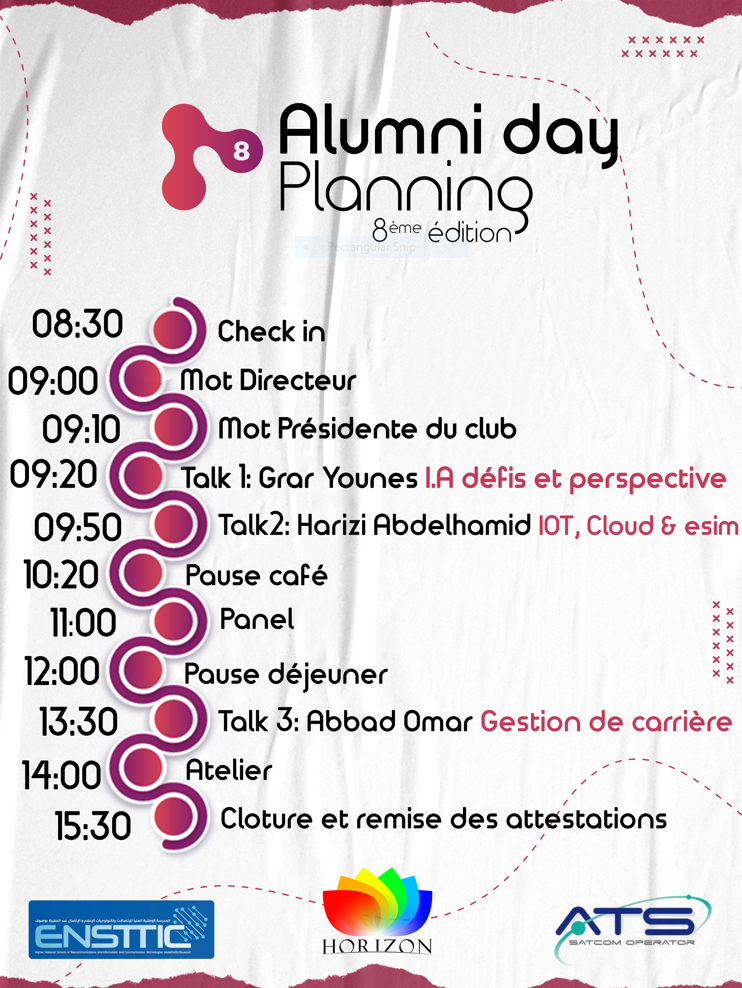 8
Alumni day
Planning
8ème édition
Rectangular Snip
08:30 Check in
09:00 Mot Directeur
09:10 Mot Présidente du club
09:20 Talk 1: Grar Younes I.A défis et perspective
09:50 Talk2: Harizi Abdelhamid IOT, Cloud & esim
10:20 Pause café
11:00 Panel
12:00 Pause déjeuner
13:30 Talk 3: Abbad Omar Gestion de carrière
14:00 Atelier
15:30 Cloture et remise des attestations
ENSTTIC
HORIZON
ATS
SATCOM OPERATOR